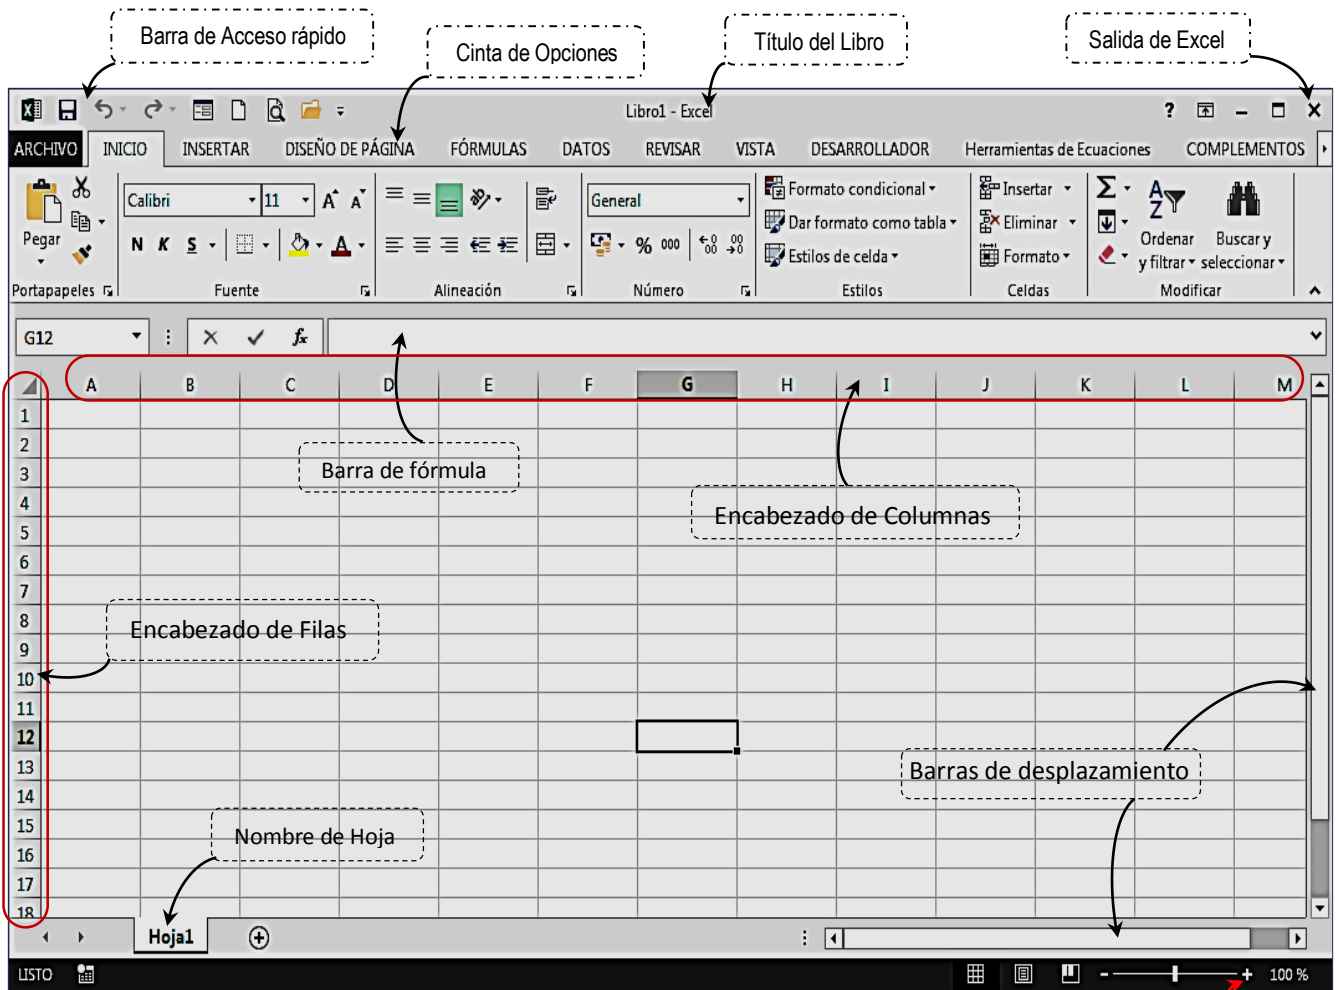 Barra de Acceso rápido
Cinta de Opciones
Título del Libro
Salida de Excel
Libro1 - Excel
?
ARCHIVO INICIO INSERTAR DISEÑO DE PÁGINA FÓRMULAS DATOS REVISAR VISTA DESARROLLADOR Herramientas de Ecuaciones COMPLEMENTOS
Pegar
Calibri 11 A A
N K S A
General
% 000
Formato condicional
Dar formato como tabla
Estilos de celda
Insertar
Eliminar
Formato
Σ
Ordenar
y filtrar
Buscar y
seleccionar
Portapapeles Fuente Alineación Número Estilos Celdas Modificar
G12 fx
A B C D E F G H I J K L M
1
2
3
4
5
6
7
8
9
10
11
12
13
14
15
16
17
18
Barra de fórmula
Encabezado de Columnas
Encabezado de Filas
Barras de desplazamiento
Nombre de Hoja
Hoja1
LISTO 100 %